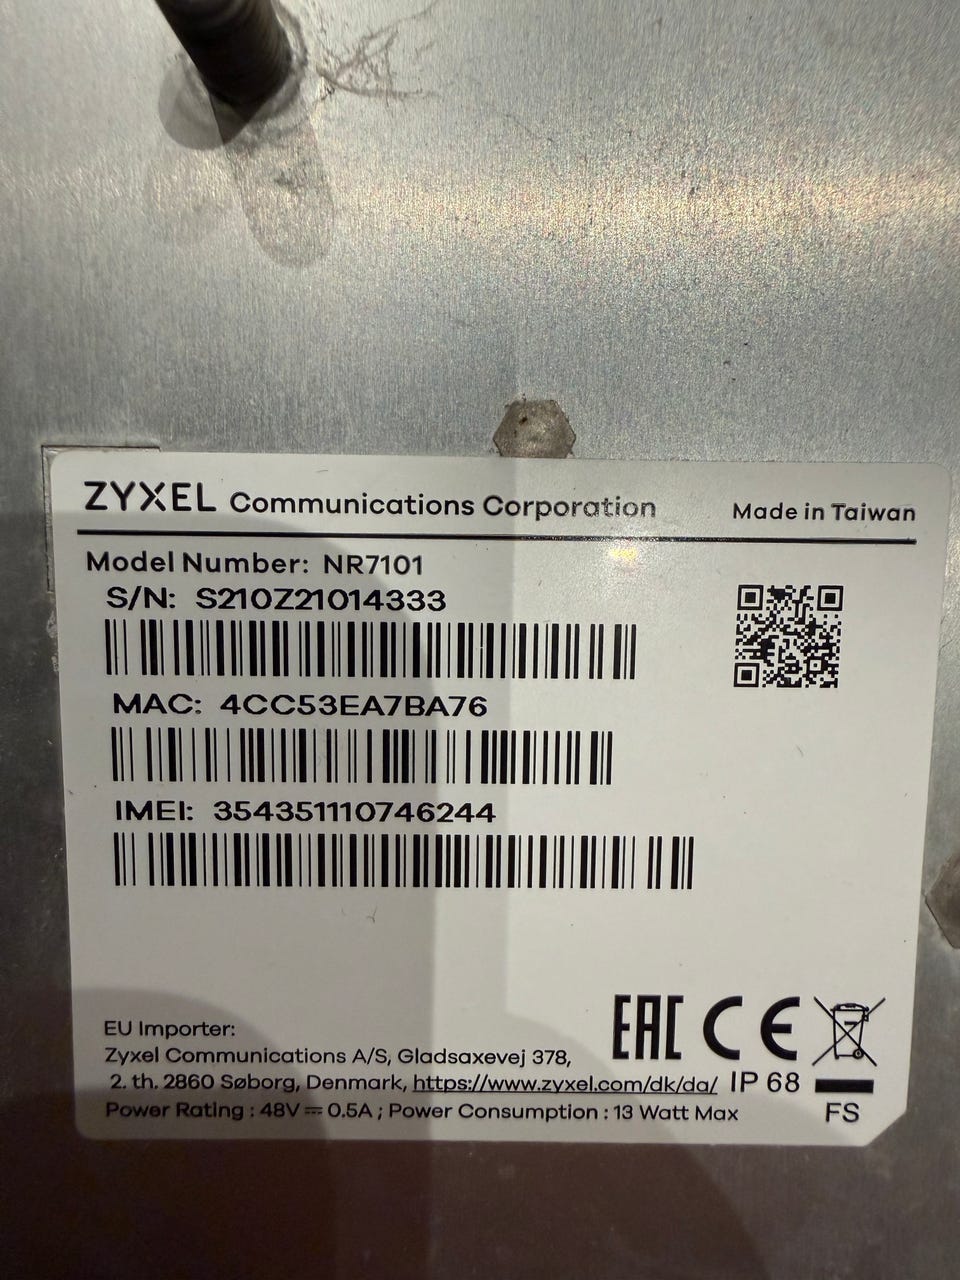 ZYXEL Communications Corporation Made in Taiwan
Model Number: NR7101
S/N: S210Z21014333
MAC: 4CC53EA7BA76
IMEI: 354351110746244
EU Importer:
Zyxel Communications A/S, Gladsaxevej 378,
2. th. 2860 Søborg, Denmark, https://www.zyxel.com/dk/da/
Power Rating : 48V ⎓ 0.5A ; Power Consumption : 13 Watt Max
EAC CE
IP 68
FS